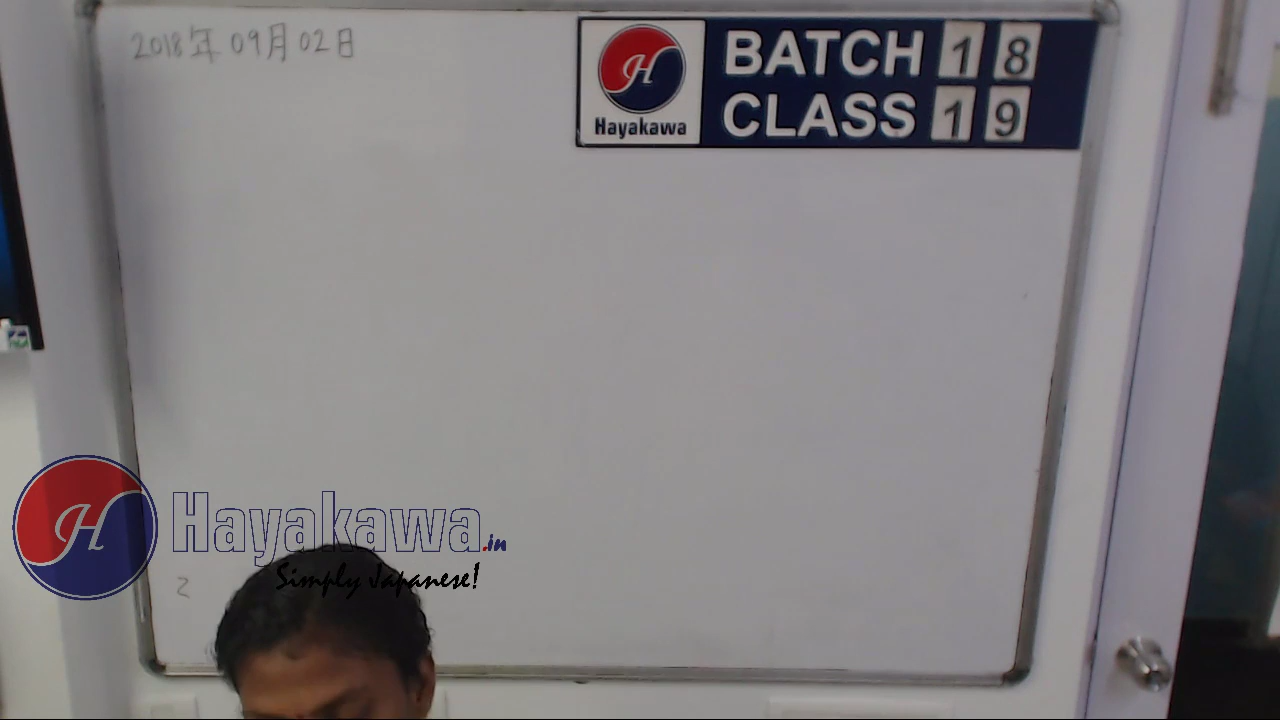 2018年 09月 02日
BATCH 18
CLASS 19
Hayakawa
Hayakawa.in
Simply Japanese!
2